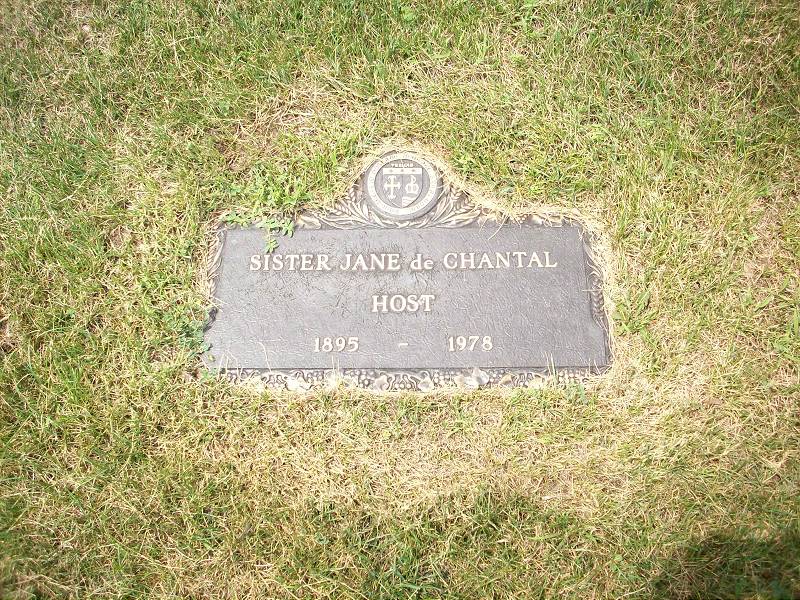 SISTER JANE de CHANTAL
HOST
1895 - 1978